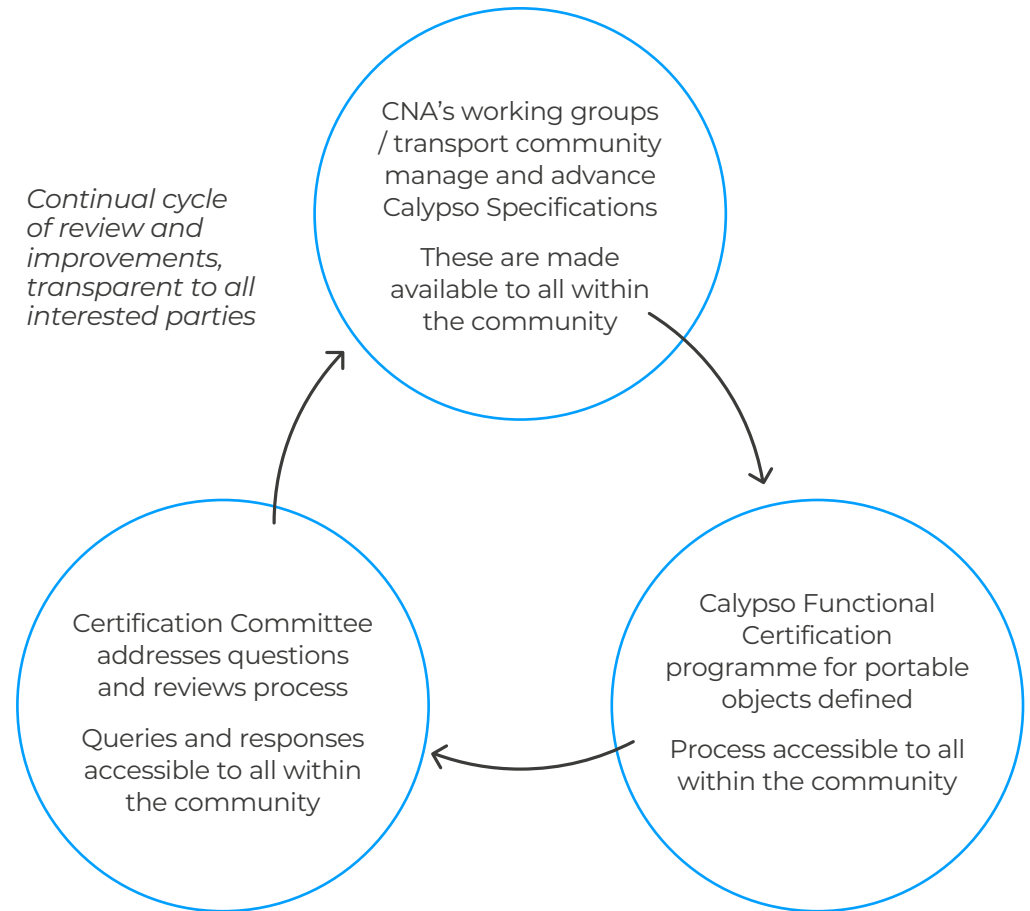 Continual cycle
of review and
improvements,
transparent to all
interested parties
CNA’s working groups
/ transport community
manage and advance
Calypso Specifications
These are made
available to all within
the community
Calypso Functional
Certification
programme for portable
objects defined
Process accessible to all
within the community
Certification Committee
addresses questions
and reviews process
Queries and responses
accessible to all within
the community